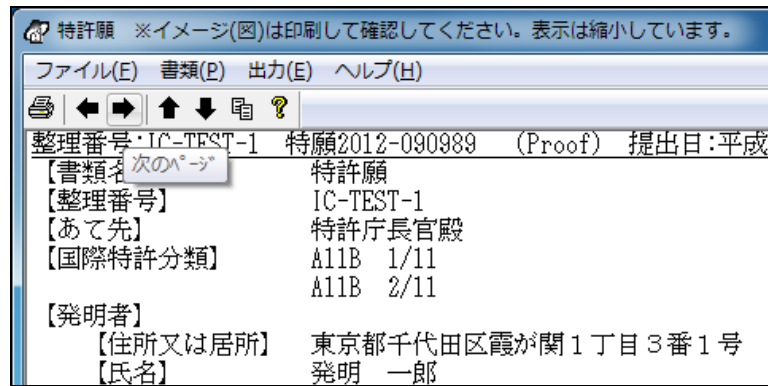 特許願　※イメージ(図)は印刷して確認してください。表示は縮小しています。
ファイル(F)　書類(P)　出力(E)　ヘルプ(H)
整理番号:IC-TEST-1　特願2012-090989　(Proof)　提出日:平成
次のページ
【書類名　特許願
【整理番号】　IC-TEST-1
【あて先】　特許庁長官殿
【国際特許分類】　A11B　1/11
A11B　2/11
【発明者】
【住所又は居所】　東京都千代田区霞が関１丁目３番１号
【氏名】　発明　一郎